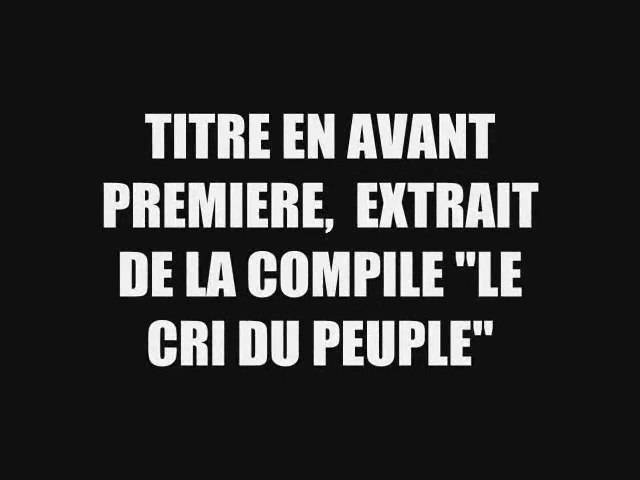 TITRE EN AVANT
PREMIERE,  EXTRAIT
DE LA COMPILE "LE
CRI DU PEUPLE"